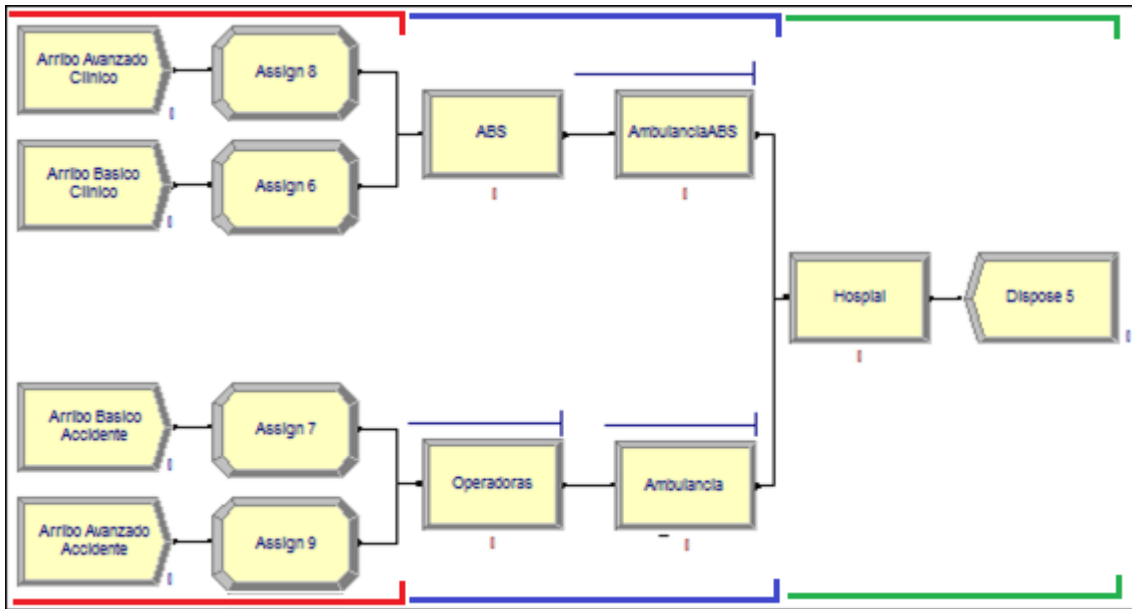 Arribo Avanzado
Clinico
Assign 8
ABS
AmbulanciaABS
Arribo Basico
Clinico
Assign 6
Hospial
Dispose 5
Arribo Basico
Accidente
Assign 7
Operadoras
Ambulancia
Arribo Avanzado
Accidente
Assign 9